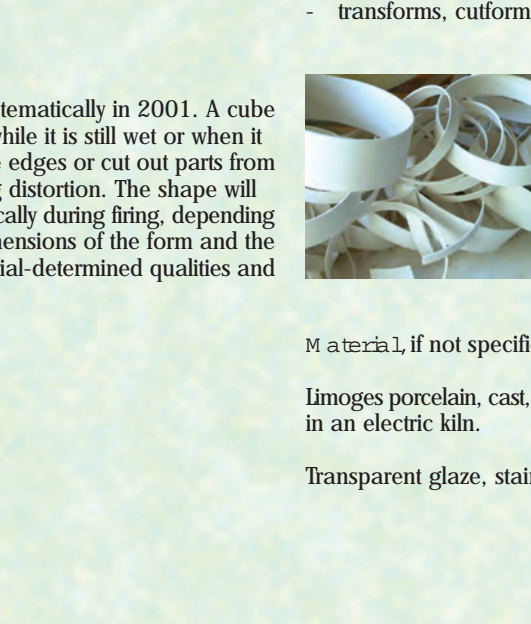 tematically in 2001. A cube
while it is still wet or when it
edges or cut out parts from
distortion. The shape will
cally during firing, depending
ensions of the form and the
ial-determined qualities and
- transforms, cutform
Material, if not specifi
Limoges porcelain, cast,
in an electric kiln.
Transparent glaze, stai